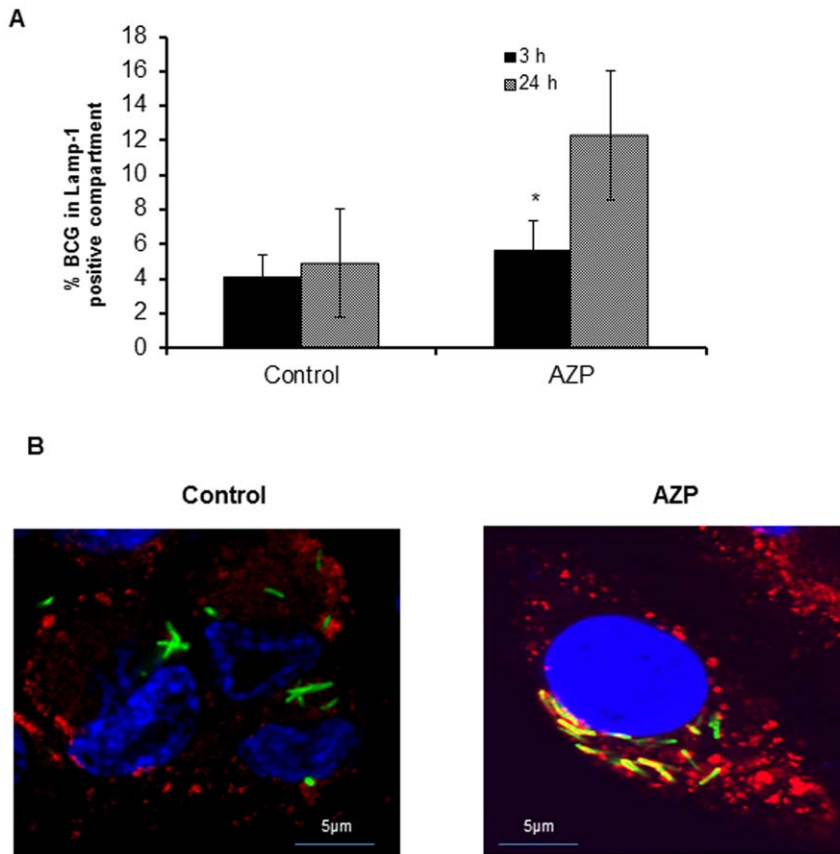 A
18
16
14
12
10
8
6
4
2
0
% BCG in Lamp-1
positive compartment
3 h
24 h
*
Control
AZP
B
Control
AZP
5µm
5µm